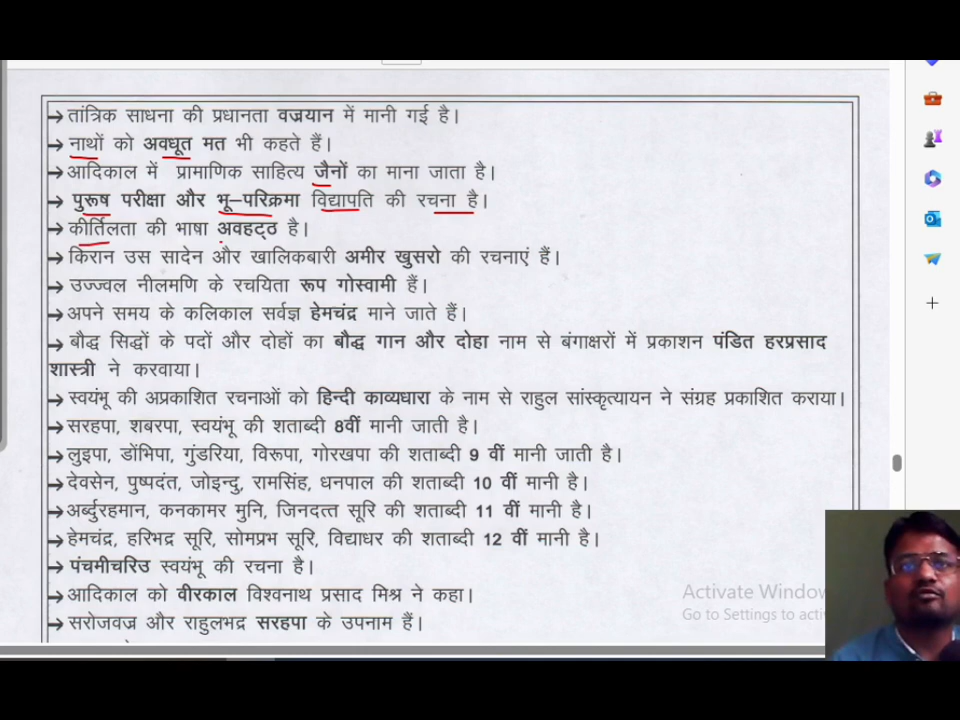 → तांत्रिक साधना की प्रधानता वज्रयान में मानी गई है।
→ नाथों को अवधूत मत भी कहते हैं।
→ आदिकाल में प्रामाणिक साहित्य जैनों का माना जाता है।
→ पुरूष परीक्षा और भू–परिक्रमा विद्यापति की रचना है।
→ कीर्तिलता की भाषा अवहट्ठ है।
→ किरान उस सादेन और खालिकबारी अमीर खुसरो की रचनाएं हैं।
→ उज्ज्वल नीलमणि के रचयिता रूप गोस्वामी हैं।
→ अपने समय के कलिकाल सर्वज्ञ हेमचंद्र माने जाते हैं।
→ बौद्ध सिद्धों के पदों और दोहों का बौद्ध गान और दोहा नाम से बंगाक्षरों में प्रकाशन पंडित हरप्रसाद
शास्त्री ने करवाया।
→ स्वयंभू की अप्रकाशित रचनाओं को हिन्दी काव्यधारा के नाम से राहुल सांस्कृत्यायन ने संग्रह प्रकाशित कराया।
→ सरहपा, शबरपा, स्वयंभू की शताब्दी 8वीं मानी जाती है।
→ लुइपा, डोंभिपा, गुंडरिया, विरूपा, गोरखपा की शताब्दी 9 वीं मानी जाती है।
→ देवसेन, पुष्पदंत, जोइन्दु, रामसिंह, धनपाल की शताब्दी 10 वीं मानी है।
→ अर्ब्दुरहमान, कनकामर मुनि, जिनदत्त सूरि की शताब्दी 11 वीं मानी है।
→ हेमचंद्र, हरिभद्र सूरि, सोमप्रभ सूरि, विद्याधर की शताब्दी 12 वीं मानी है।
→ पंचमीचरिउ स्वयंभू की रचना है।
→ आदिकाल को वीरकाल विश्वनाथ प्रसाद मिश्र ने कहा।
→ सरोजवज्र और राहुलभद्र सरहपा के उपनाम हैं।
Activate Window
Go to Settings to acti